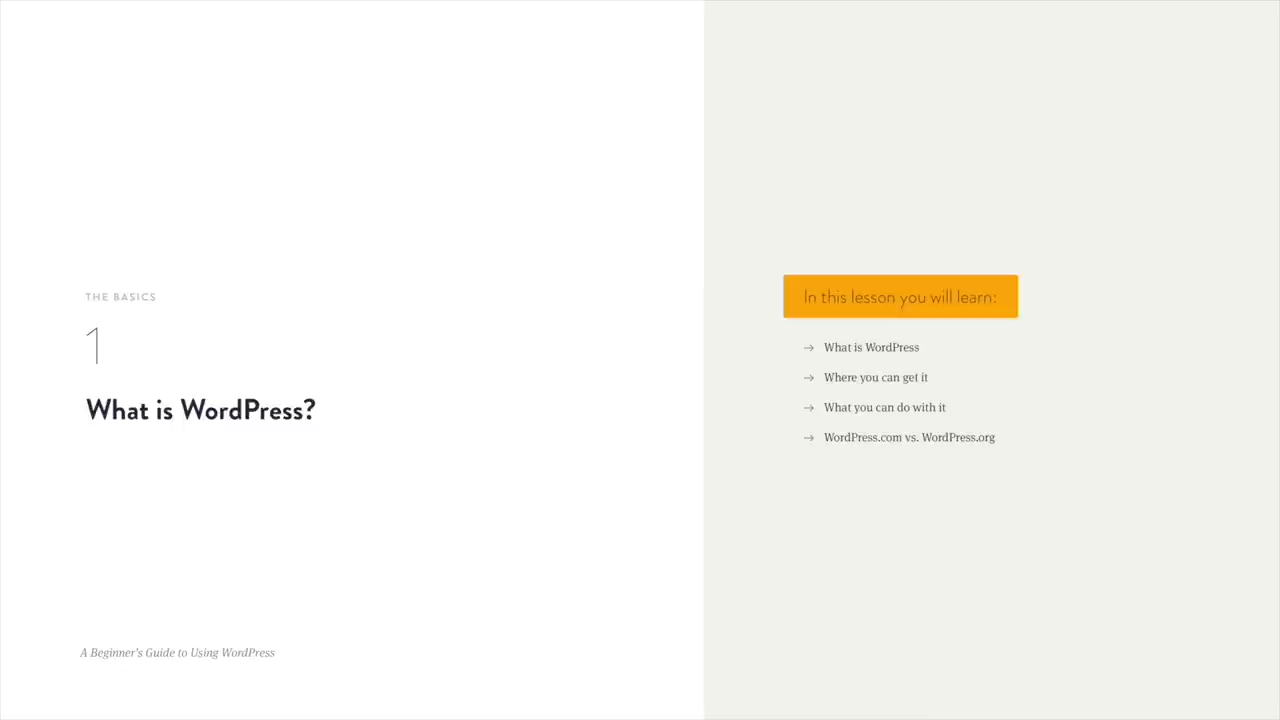 THE BASICS
1
What is WordPress?
A Beginner's Guide to Using WordPress
In this lesson you will learn:
→ What is WordPress
→ Where you can get it
→ What you can do with it
→ WordPress.com vs. WordPress.org